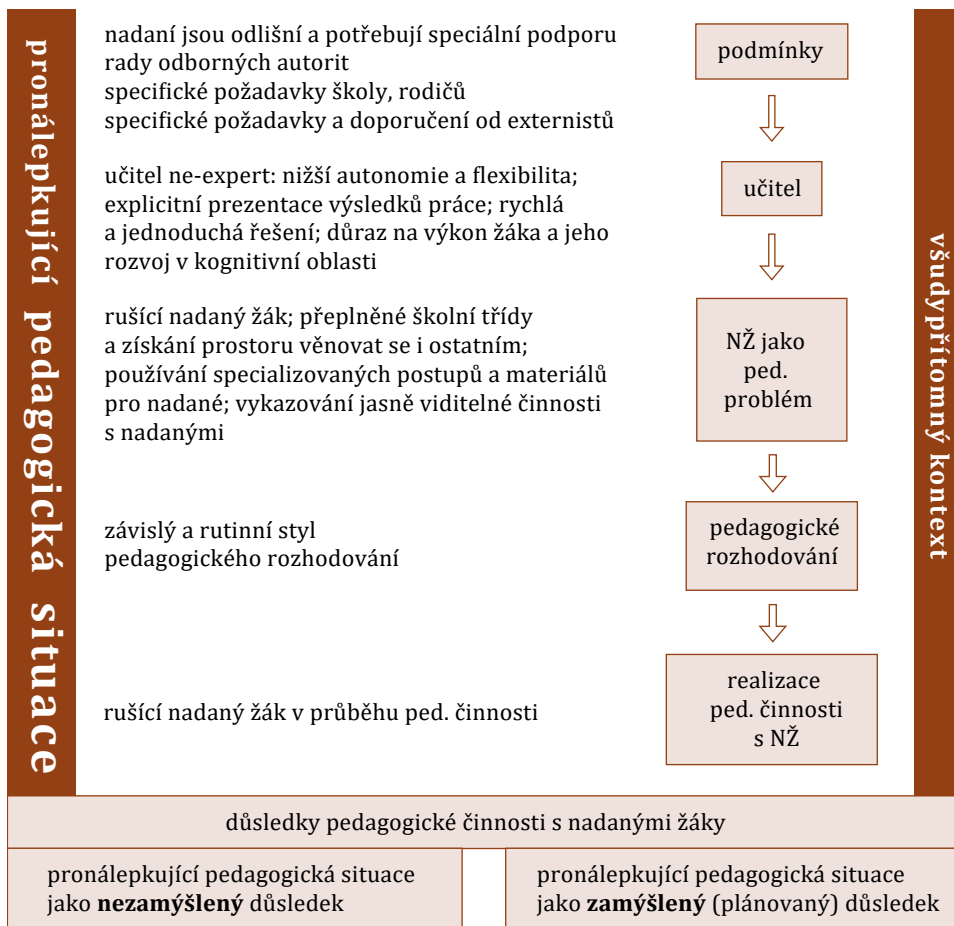 pronálepkující pedagogická situace
nadaní jsou odlišní a potřebují speciální podporu
rady odborných autorit
specifické požadavky školy, rodičů
specifické požadavky a doporučení od externistů
podmínky
učitel ne-expert: nižší autonomie a flexibilita;
explicitní prezentace výsledků práce; rychlá
a jednoduchá řešení; důraz na výkon žáka a jeho
rozvoj v kognitivní oblasti
učitel
rušící nadaný žák; přeplněné školní třídy
a získání prostoru věnovat se i ostatním;
používání specializovaných postupů a materiálů
pro nadané; vykazování jasně viditelné činnosti
s nadanými
NŽ jako
ped.
problém
závislý a rutinní styl
pedagogického rozhodování
pedagogické
rozhodování
rušící nadaný žák v průběhu ped. činnosti
realizace
ped. činnosti
s NŽ
všudypřítomný kontext
důsledky pedagogické činnosti s nadanými žáky
pronálepkující pedagogická situace
jako nezamýšlený důsledek
pronálepkující pedagogická situace
jako zamýšlený (plánovaný) důsledek